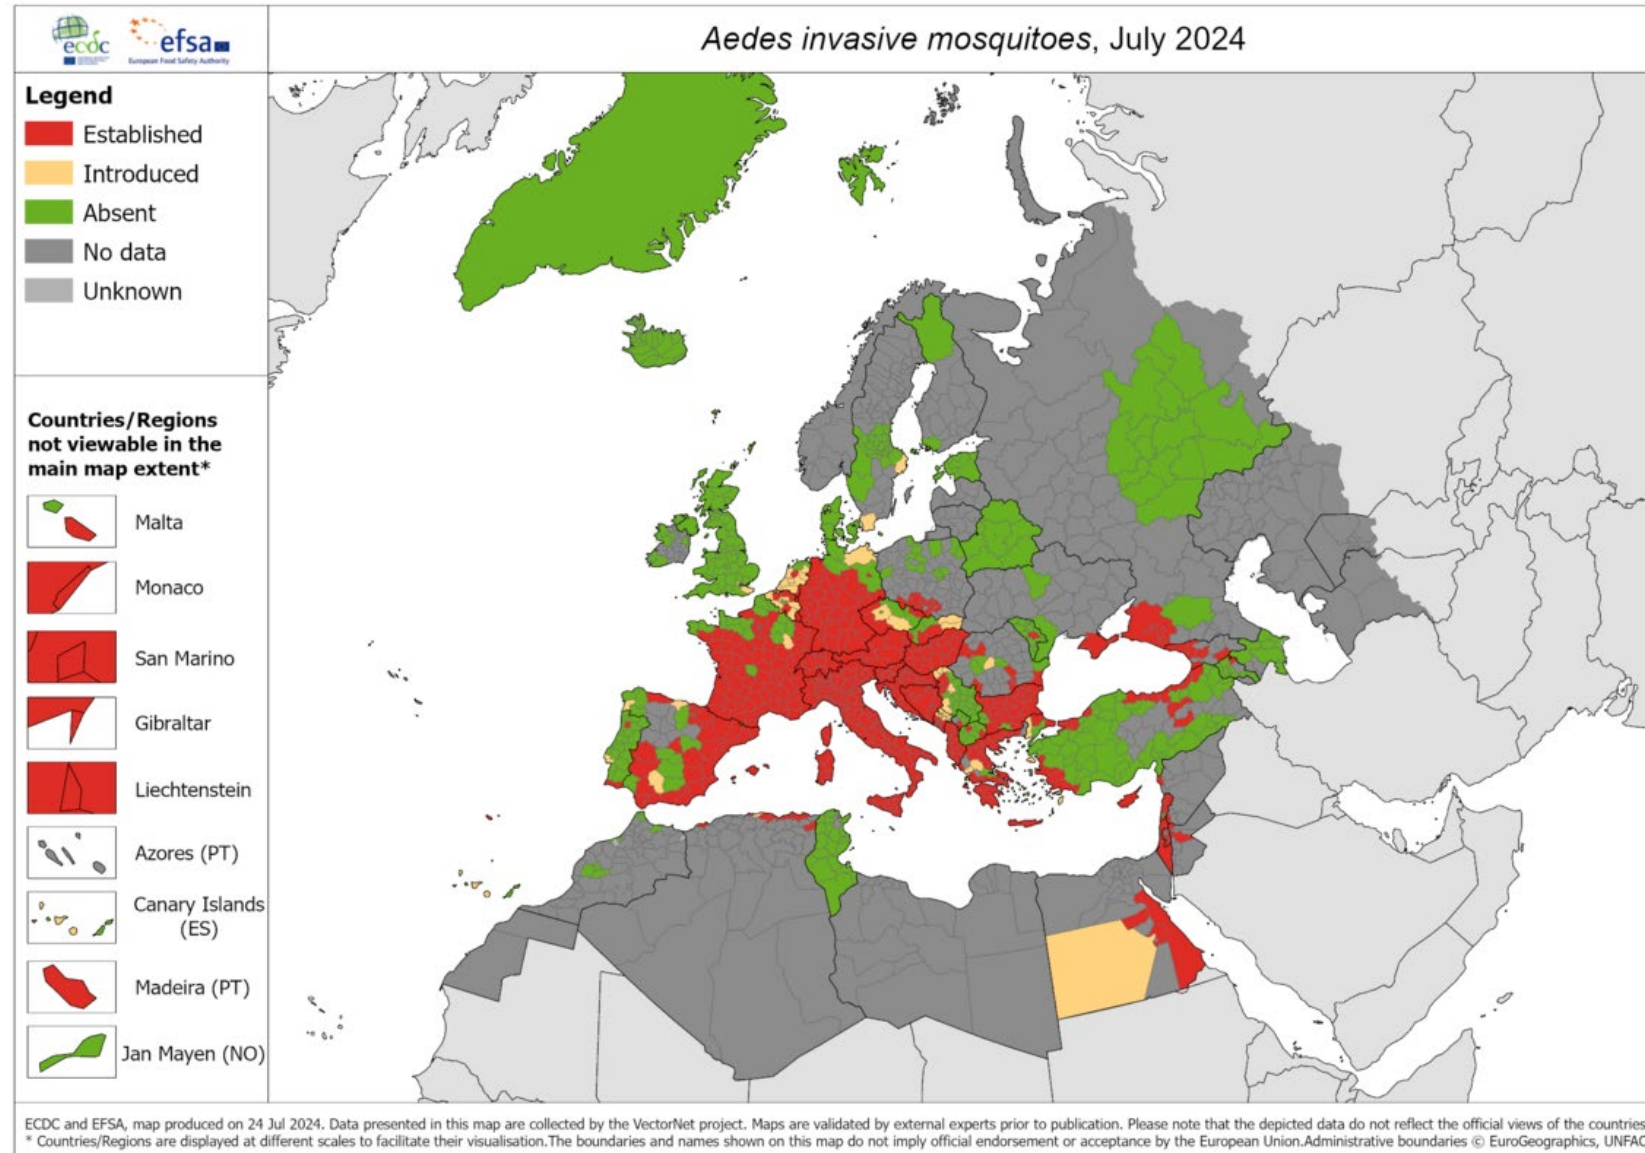 ecdc
efsa
European Food Safety Authority
Aedes invasive mosquitoes, July 2024
Legend
Established
Introduced
Absent
No data
Unknown
Countries/Regions
not viewable in the
main map extent*
Malta
Monaco
San Marino
Gibraltar
Liechtenstein
Azores (PT)
Canary Islands
(ES)
Madeira (PT)
Jan Mayen (NO)
ECDC and EFSA, map produced on 24 Jul 2024. Data presented in this map are collected by the VectorNet project. Maps are validated by external experts prior to publication. Please note that the depicted data do not reflect the official views of the countries
* Countries/Regions are displayed at different scales to facilitate their visualisation.The boundaries and names shown on this map do not imply official endorsement or acceptance by the European Union.Administrative boundaries © EuroGeographics, UNFAO